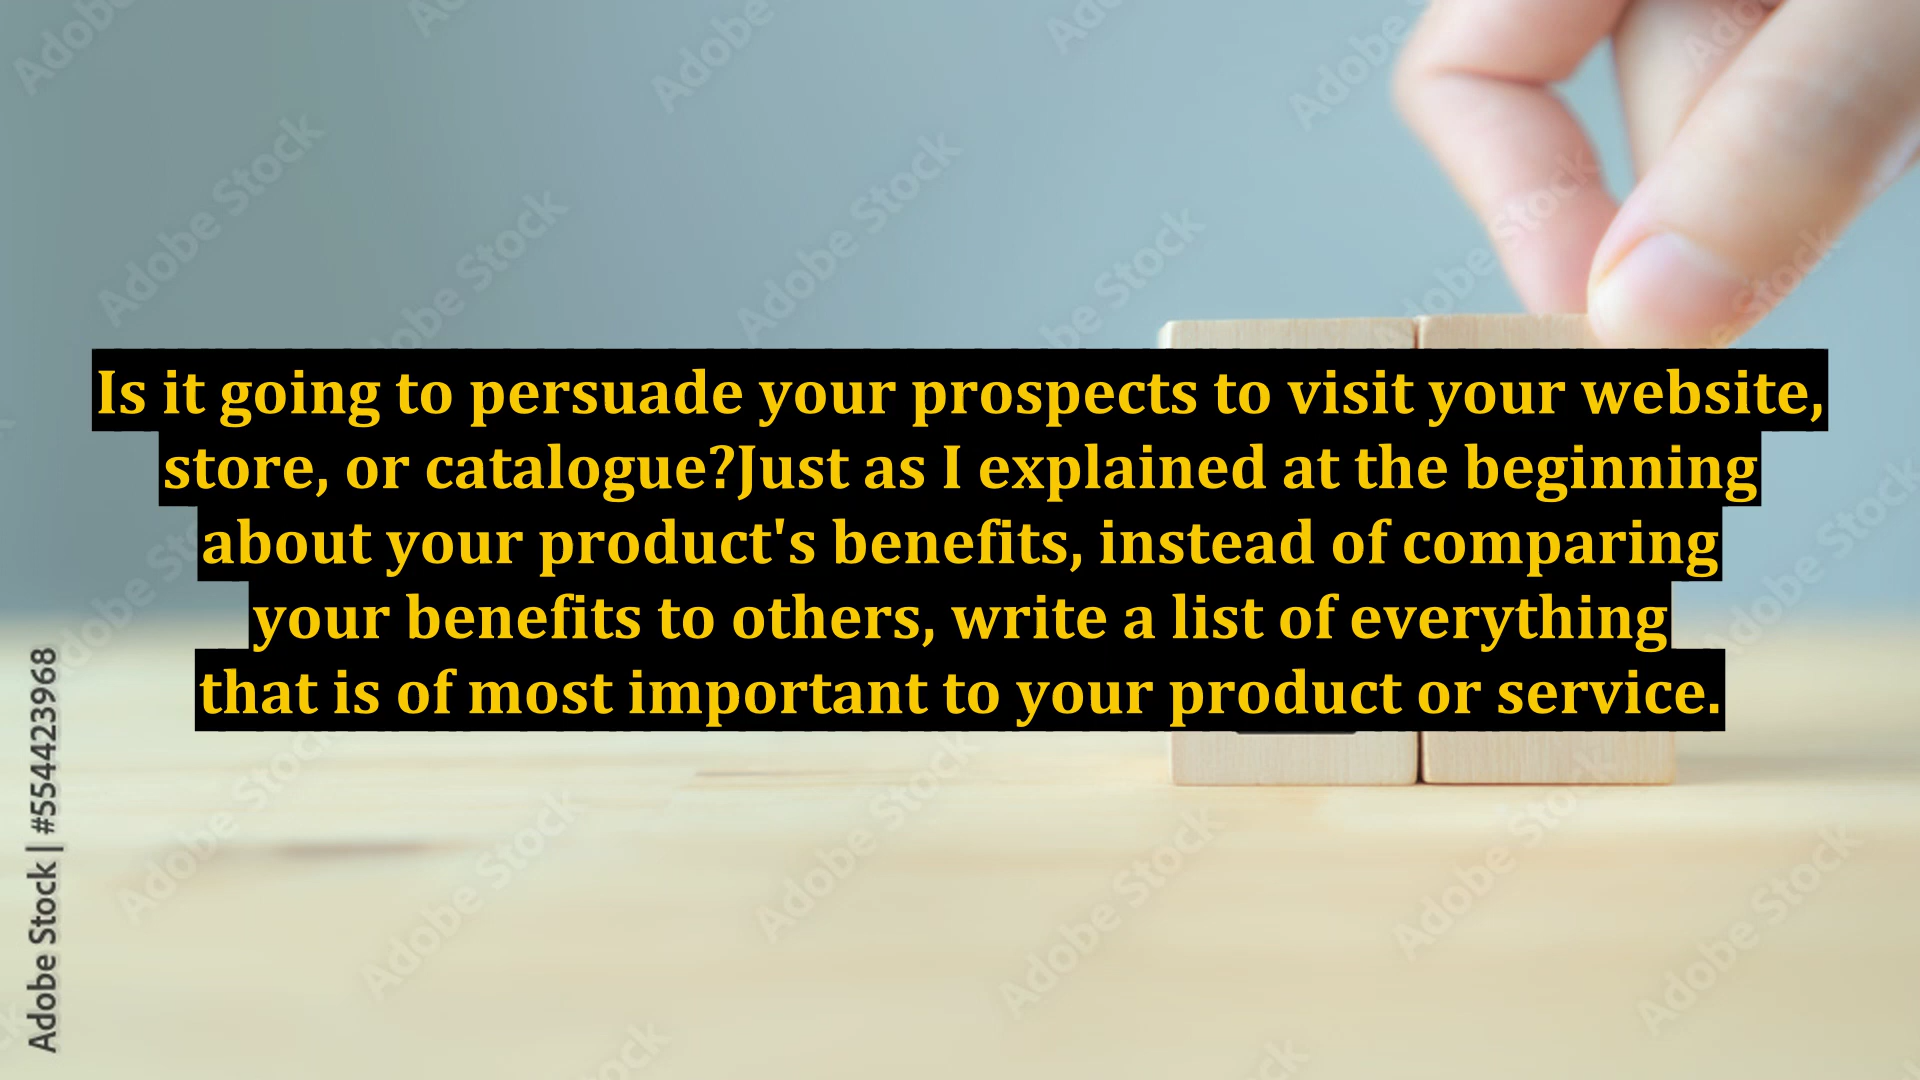 Is it going to persuade your prospects to visit your website,
store, or catalogue?Just as I explained at the beginning
about your product's benefits, instead of comparing
your benefits to others, write a list of everything
that is of most important to your product or service.
Adobe Stock | #554423968
Adobe Stock